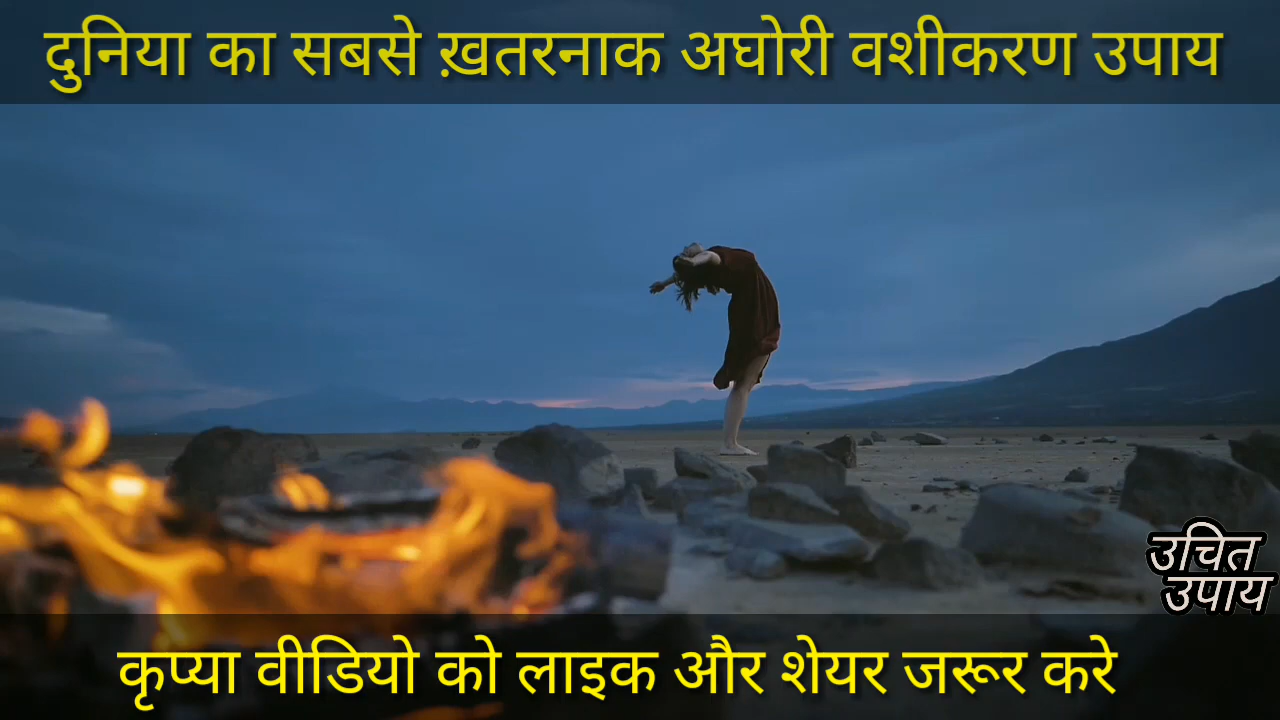 दुनिया का सबसे ख़तरनाक अघोरी वशीकरण उपाय
उचित
उपाय
कृप्या वीडियो को लाइक और शेयर जरूर करे